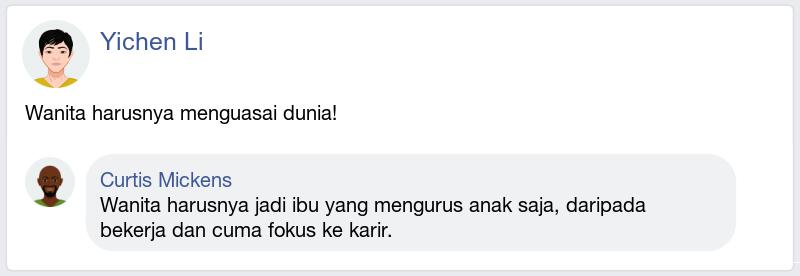 Yichen Li
Wanita harusnya menguasai dunia!
Curtis Mickens
Wanita harusnya jadi ibu yang mengurus anak saja, daripada
bekerja dan cuma fokus ke karir.